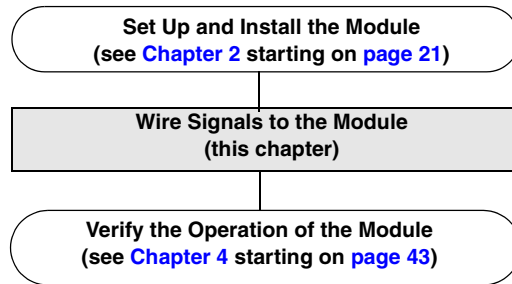 Set Up and Install the Module
(see Chapter 2 starting on page 21)
Wire Signals to the Module
(this chapter)
Verify the Operation of the Module
(see Chapter 4 starting on page 43)